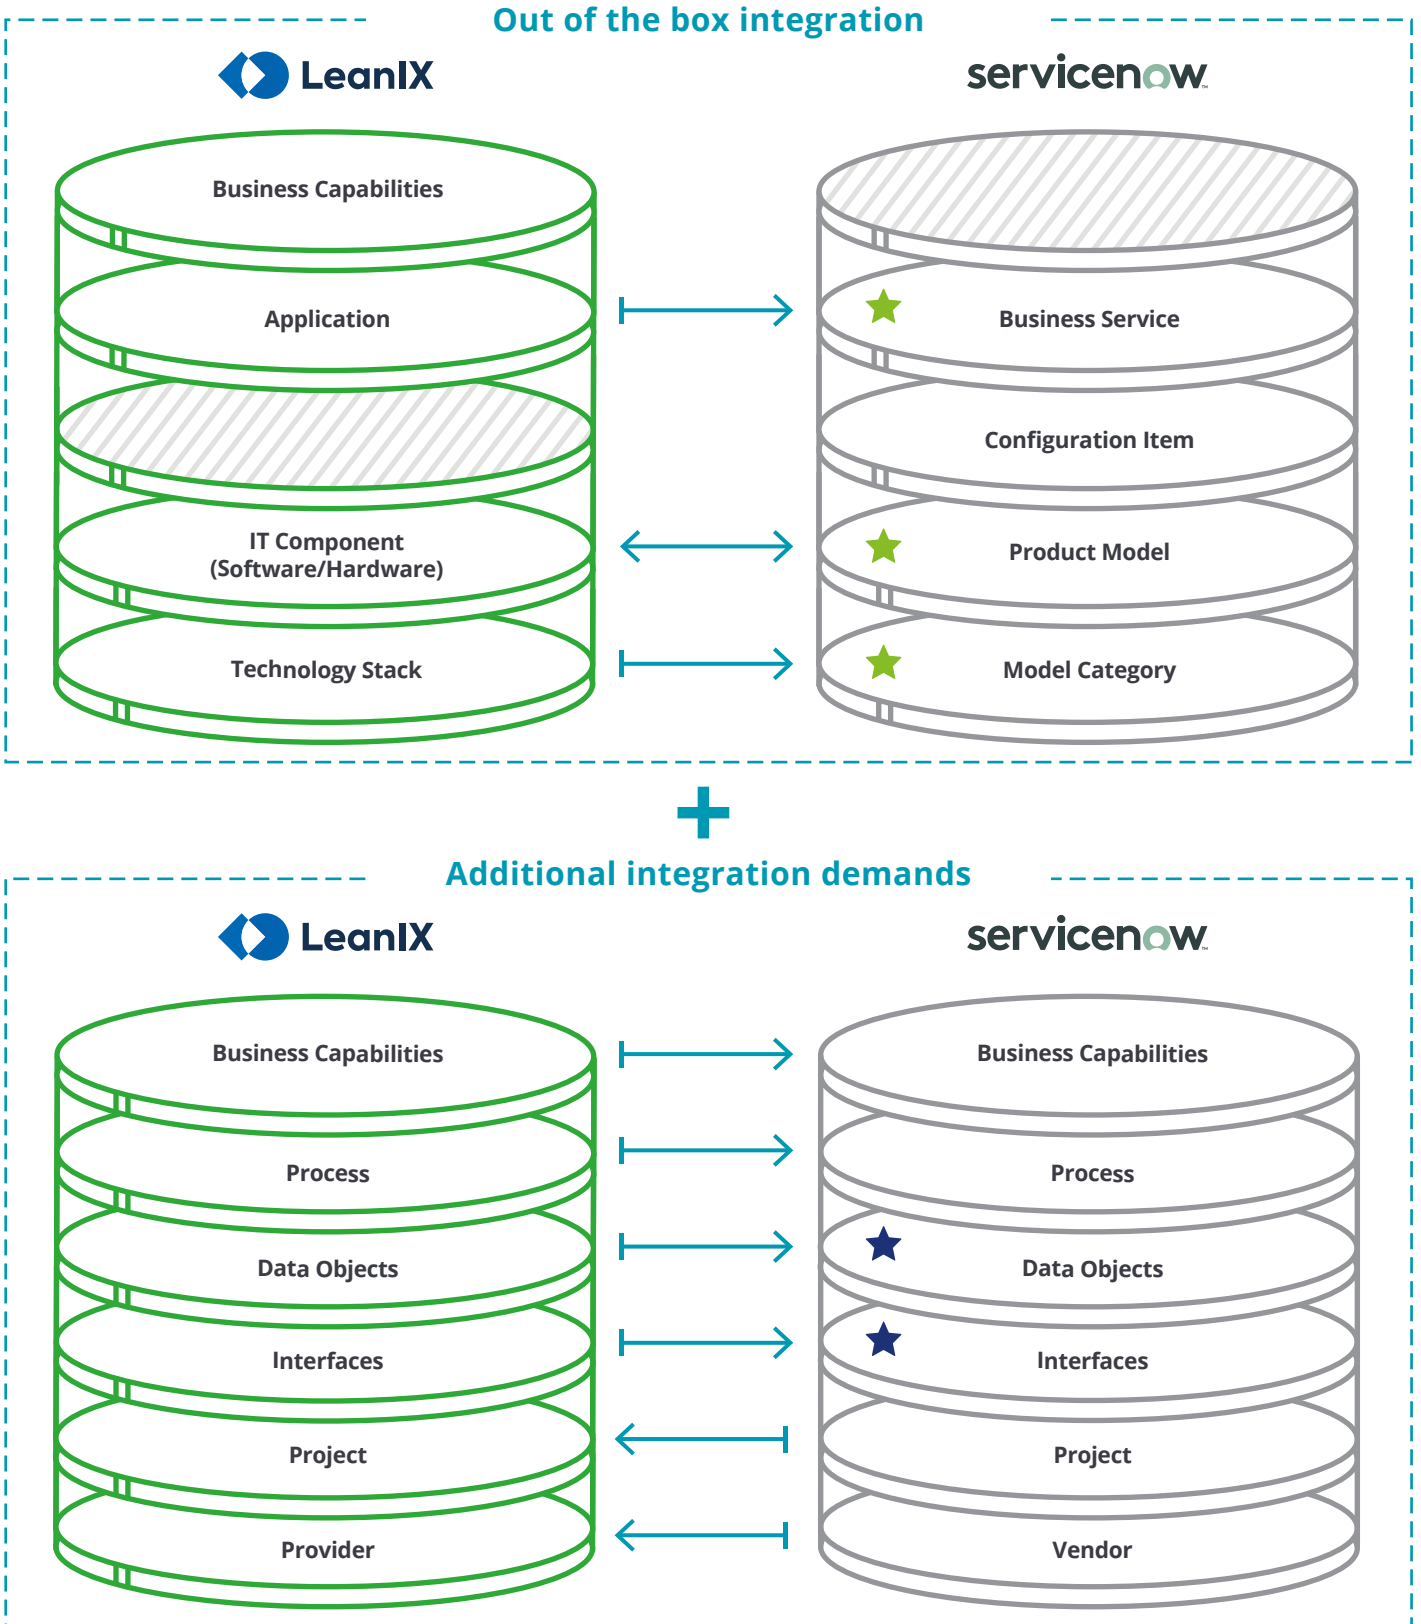 Out of the box integration
LeanIX
servicenow
Business Capabilities
Application
Business Service
Configuration Item
IT Component
(Software/Hardware)
Product Model
Technology Stack
Model Category
+
Additional integration demands
LeanIX
servicenow
Business Capabilities
Business Capabilities
Process
Process
Data Objects
Data Objects
Interfaces
Interfaces
Project
Project
Provider
Vendor